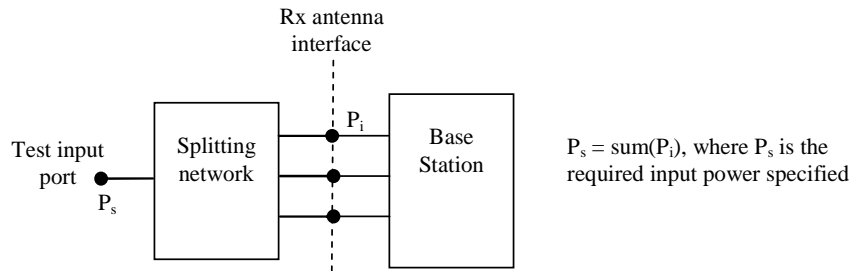 Rx antenna
interface
P_i
Test input
port
P_s
Splitting
network
Base
Station
P_s = sum(P_i), where P_s is the
required input power specified